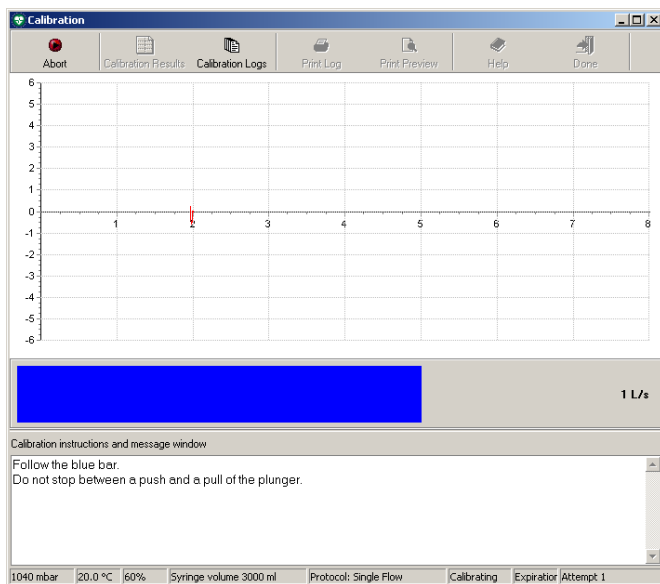 Calibration
Abort Calibration Results Calibration Logs Print Log Print Preview Help Done
6
5
4
3
2
1
0
1 2 3 4 5 6 7 8
-1
-2
-3
-4
-5
-6
1 L/s
Calibration instructions and message window
Follow the blue bar.
Do not stop between a push and a pull of the plunger.
1040 mbar 20.0 °C 60% Syringe volume 3000 ml Protocol: Single Flow Calibrating Expiration Attempt 1